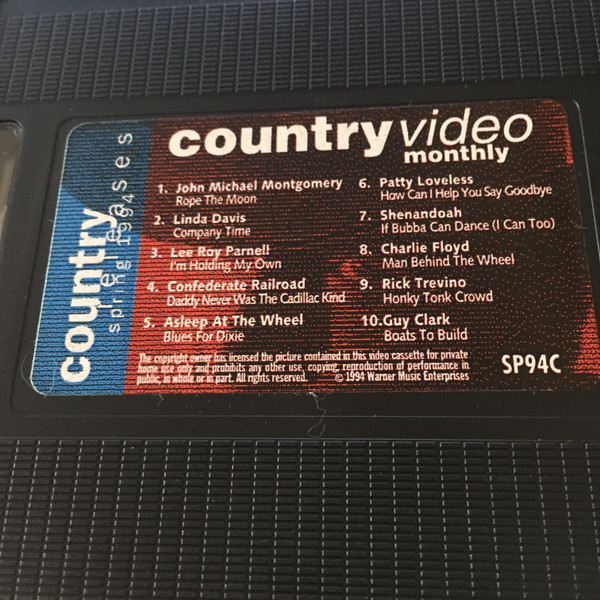 country video
monthly
country
releases
spring 1994
1. John Michael Montgomery
Rope The Moon
2. Linda Davis
Company Time
3. Lee Roy Parnell
I'm Holding My Own
4. Confederate Railroad
Daddy Never Was The Cadillac Kind
5. Asleep At The Wheel
Blues For Dixie
6. Patty Loveless
How Can I Help You Say Goodbye
7. Shenandoah
If Bubba Can Dance (I Can Too)
8. Charlie Floyd
Man Behind The Wheel
9. Rick Trevino
Honky Tonk Crowd
10.Guy Clark
Boats To Build
The copyright owner has licensed the picture contained in this video cassette for private
home use only and prohibits any other use, copying, reproduction of performance in
public, in whole or in part. All rights reserved. © 1994 Warner Music Enterprises
SP94C